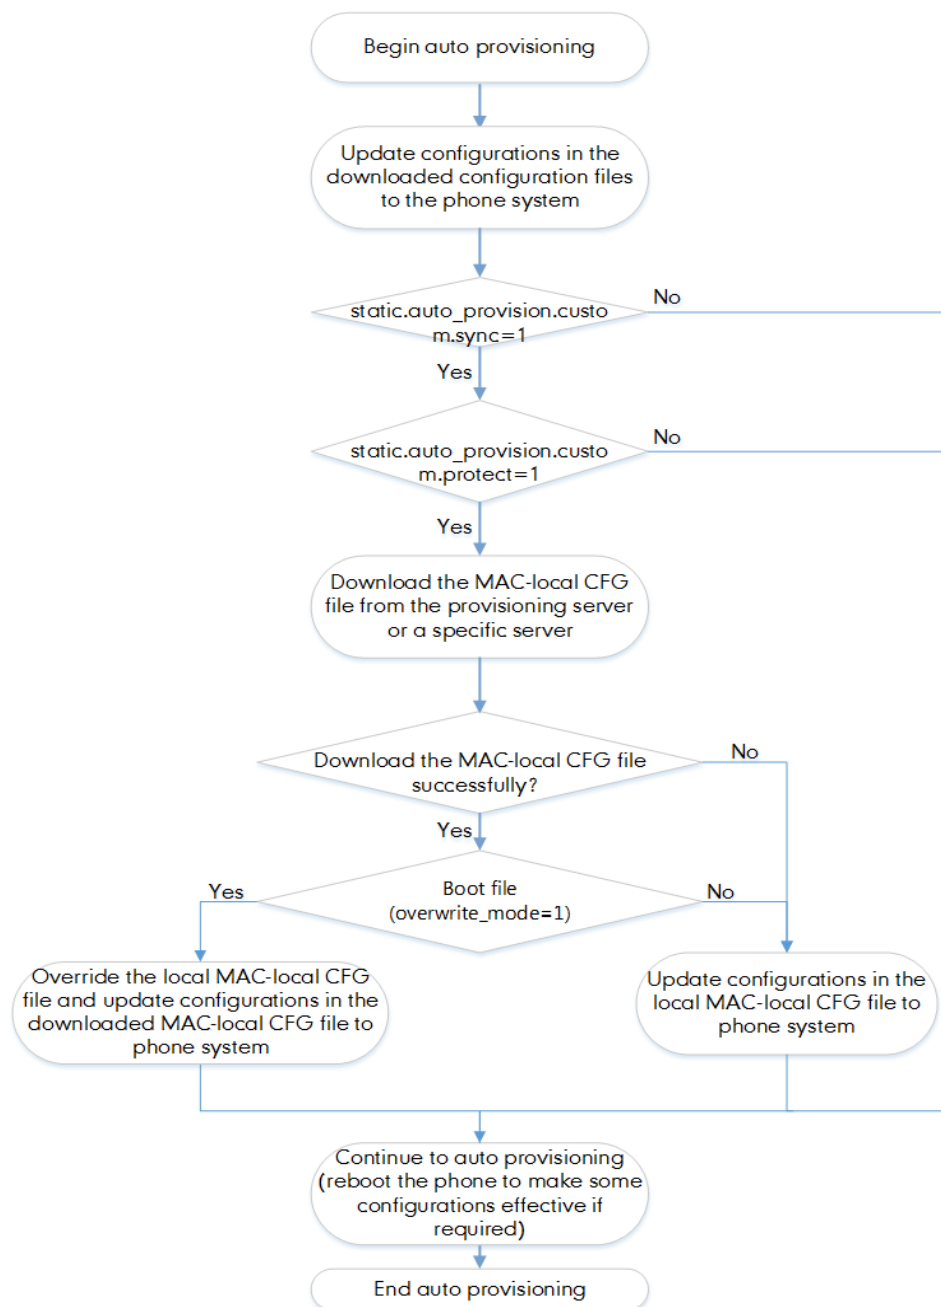 Begin auto provisioning
Update configurations in the
downloaded configuration files
to the phone system
No
static.auto_provision.custo
m.sync=1
Yes
No
static.auto_provision.custo
m.protect=1
Yes
Download the MAC-local CFG
file from the provisioning server
or a specific server
No
Download the MAC-local CFG file
successfully?
Yes
Yes
Boot file
(overwrite_mode=1)
No
Override the local MAC-local CFG
file and update configurations in the
downloaded MAC-local CFG file to
phone system
Update configurations in the
local MAC-local CFG file to
phone system
Continue to auto provisioning
(reboot the phone to make some
configurations effective if
required)
End auto provisioning